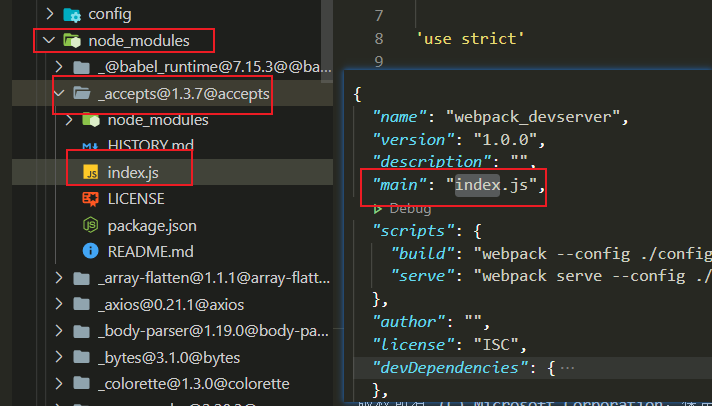 config
node_modules
_@babel_runtime@7.15.3@@ba...
_accepts@1.3.7@accepts
node_modules
HISTORY.md
JS index.js
LICENSE
package.json
README.md
_array-flatten@1.1.1@array-flatt...
_axios@0.21.1@axios
_body-parser@1.19.0@body-pa...
_bytes@3.1.0@bytes
_colorette@1.3.0@colorette
7
8 'use strict'
9
{
"name": "webpack_devserver",
"version": "1.0.0",
"description": "",
"main": "index.js",
Debug
"scripts": {
"build": "webpack --config ./config
"serve": "webpack serve --config ./
},
"author": "",
"license": "ISC",
"devDependencies": { ...
},